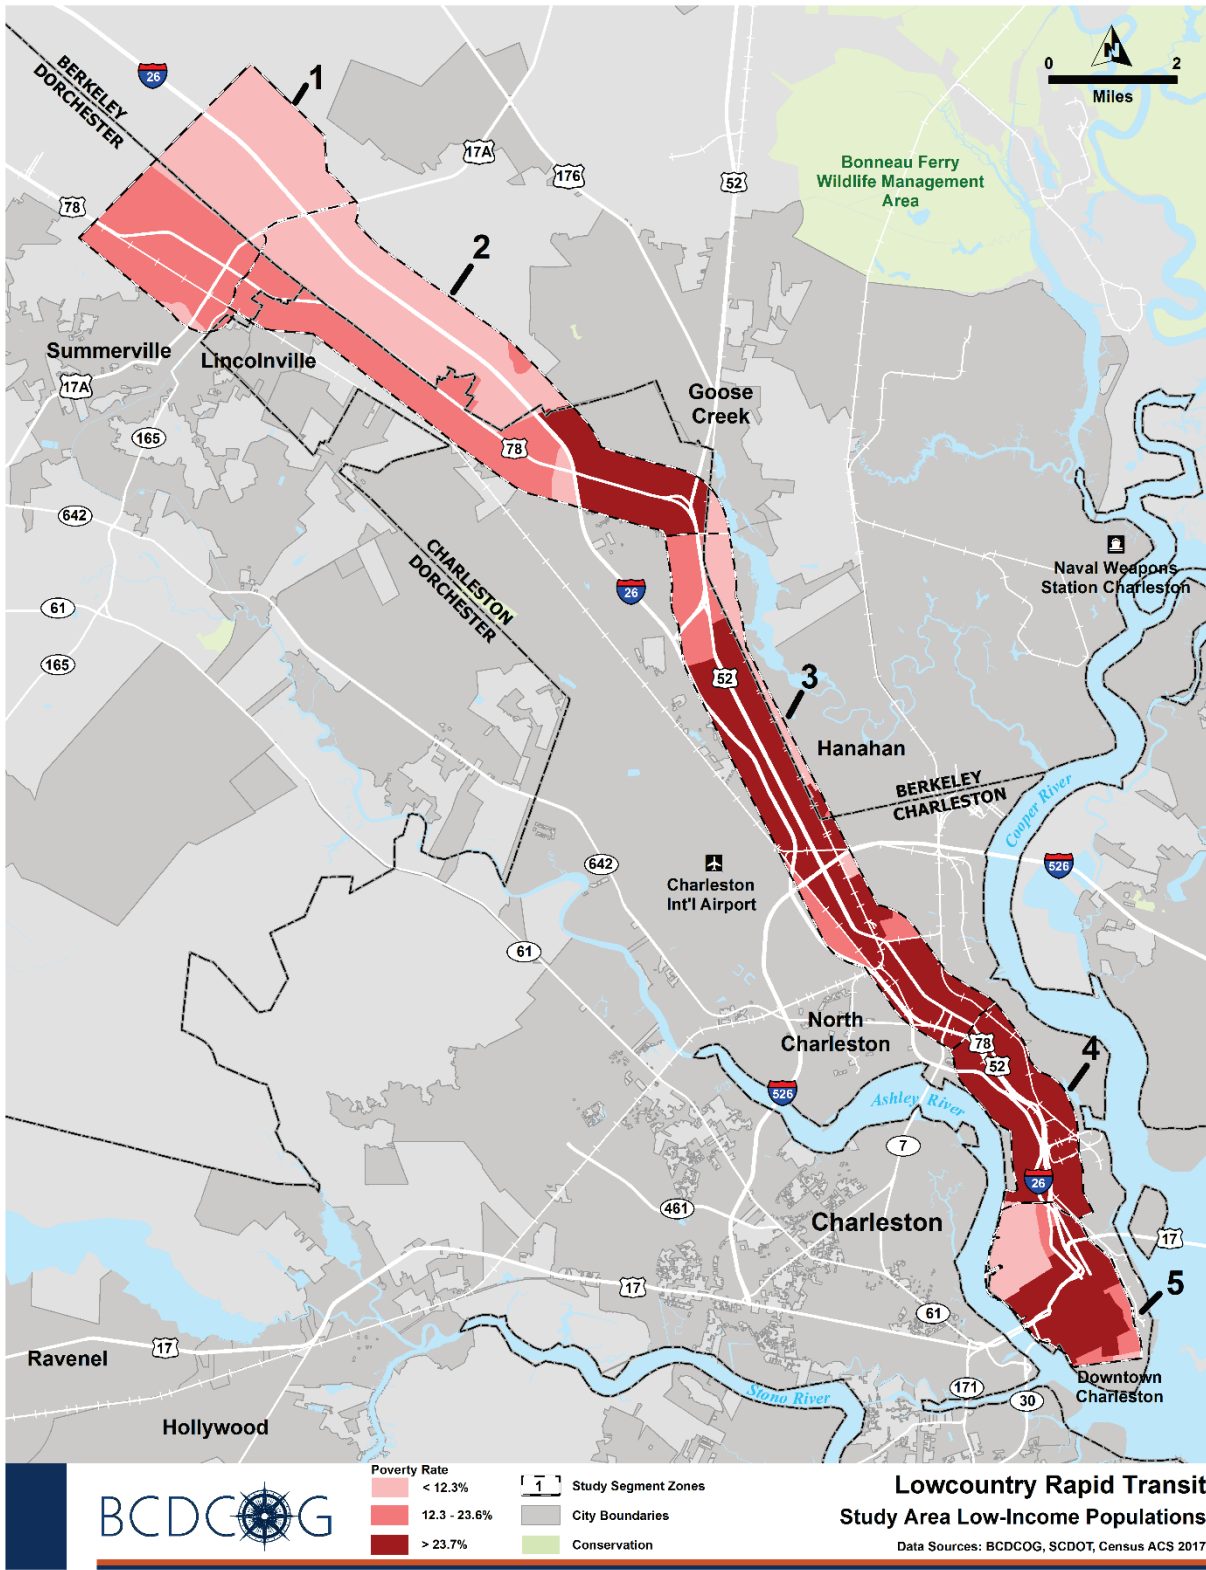 1
N
0
2
Miles
26
BERKELEY
DORCHESTER
17A
176
52
Bonneau Ferry
Wildlife Management
Area
78
2
Summerville
Lincolnville
17A
Goose
Creek
165
78
642
CHARLESTON
DORCHESTER
Naval Weapons
Station Charleston
26
61
165
52
3
Hanahan
BERKELEY
CHARLESTON
Cooper River
642
526
Charleston
Int'l Airport
61
North
Charleston
78
52
4
526
Ashley River
7
26
461
Charleston
17
17
5
61
17
Ravenel
Downtown
Charleston
171
30
Stono River
Hollywood
BCDCOG
Poverty Rate
< 12.3%
12.3 - 23.6%
> 23.7%
1
Study Segment Zones
City Boundaries
Conservation
Lowcountry Rapid Transit
Study Area Low-Income Populations
Data Sources: BCDCOG, SCDOT, Census ACS 2017